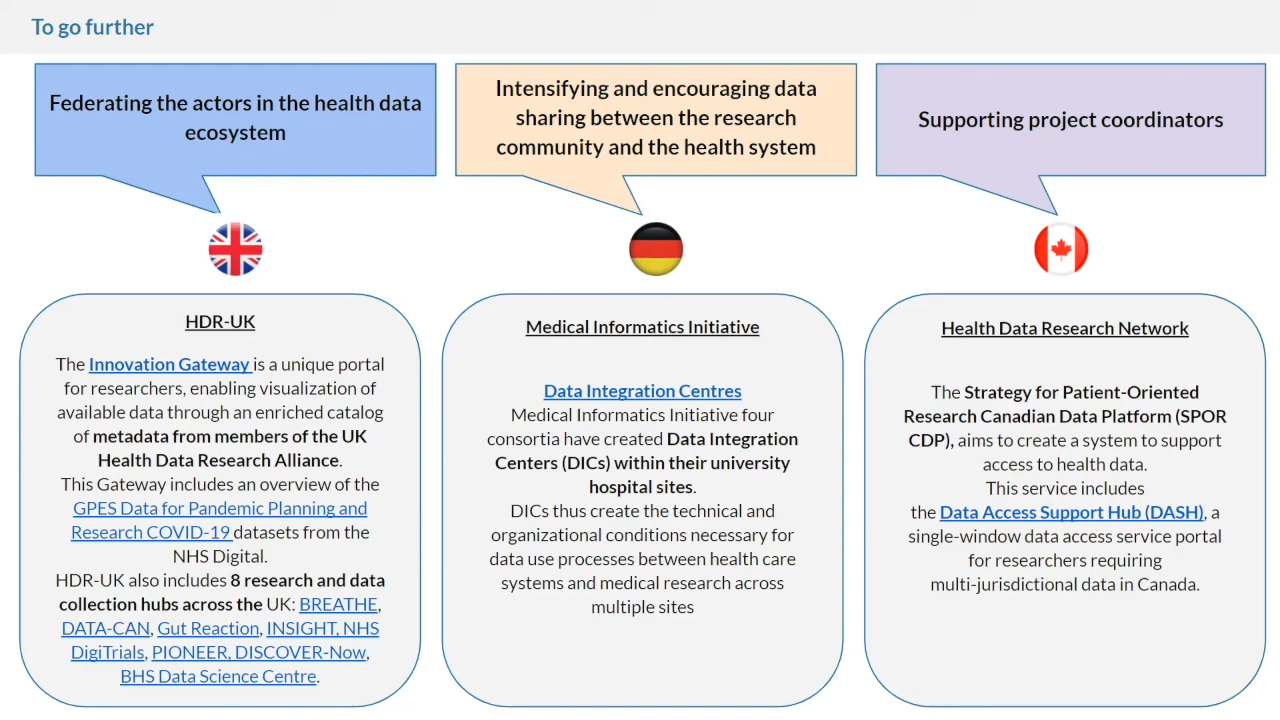 To go further
Federating the actors in the health data
ecosystem
Intensifying and encouraging data
sharing between the research
community and the health system
Supporting project coordinators
HDR-UK
The Innovation Gateway is a unique portal
for researchers, enabling visualization of
available data through an enriched catalog
of metadata from members of the UK
Health Data Research Alliance.
This Gateway includes an overview of the
GPES Data for Pandemic Planning and
Research COVID-19 datasets from the
NHS Digital.
HDR-UK also includes 8 research and data
collection hubs across the UK: BREATHE,
DATA-CAN, Gut Reaction, INSIGHT, NHS
DigiTrials, PIONEER, DISCOVER-Now,
BHS Data Science Centre.
Medical Informatics Initiative
Data Integration Centres
Medical Informatics Initiative four
consortia have created Data Integration
Centers (DICs) within their university
hospital sites.
DICs thus create the technical and
organizational conditions necessary for
data use processes between health care
systems and medical research across
multiple sites
Health Data Research Network
The Strategy for Patient-Oriented
Research Canadian Data Platform (SPOR
CDP), aims to create a system to support
access to health data.
This service includes
the Data Access Support Hub (DASH), a
single-window data access service portal
for researchers requiring
multi-jurisdictional data in Canada.